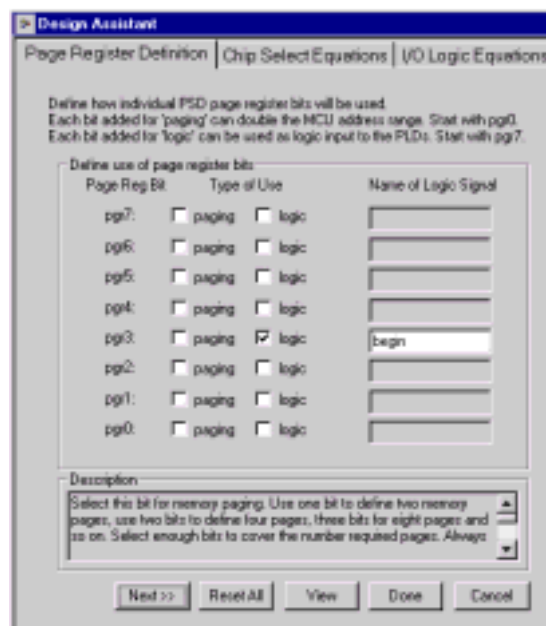 Design Assistant
Page Register Definition Chip Select Equations I/O Logic Equations
Define how individual PSD page register bits will be used.
Each bit added for 'paging' can double the MCU address range. Start with pgr0.
Each bit added for 'logic' can be used as logic input to the PLDs. Start with pgr7.
Define use of page register bits
Page Reg Bit Type of Use Name of Logic Signal
pgr7: paging logic
pgr6: paging logic
pgr5: paging logic
pgr4: paging logic
pgr3: paging logic begin
pgr2: paging logic
pgr1: paging logic
pgr0: paging logic
Description
Select this bit for memory paging. Use one bit to define two memory
pages, use two bits to define four pages, three bits for eight pages and
so on. Select enough bits to cover the number required pages. Always
Next >> Reset All View Done Cancel